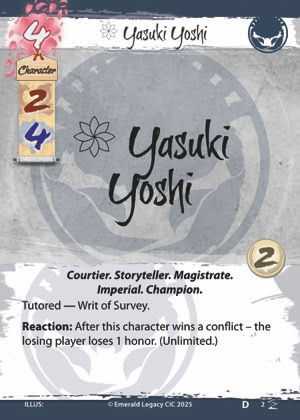 4
Yasuki Yoshi
Character
2
4
Yasuki
Yoshi
2
Courtier. Storyteller. Magistrate.
Imperial. Champion.
Tutored — Writ of Survey.
Reaction: After this character wins a conflict – the
losing player loses 1 honor. (Unlimited.)
ILLUS: © Emerald Legacy CIC 2025 D 2